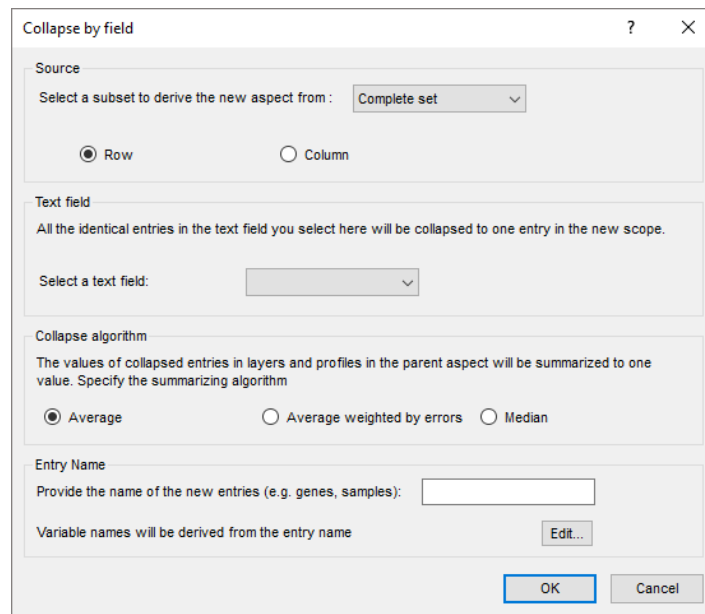 Collapse by field
?
Source
Select a subset to derive the new aspect from :
Complete set
Row
Column
Text field
All the identical entries in the text field you select here will be collapsed to one entry in the new scope.
Select a text field:
Collapse algorithm
The values of collapsed entries in layers and profiles in the parent aspect will be summarized to one
value. Specify the summarizing algorithm
Average
Average weighted by errors
Median
Entry Name
Provide the name of the new entries (e.g. genes, samples):
Variable names will be derived from the entry name
Edit...
OK
Cancel